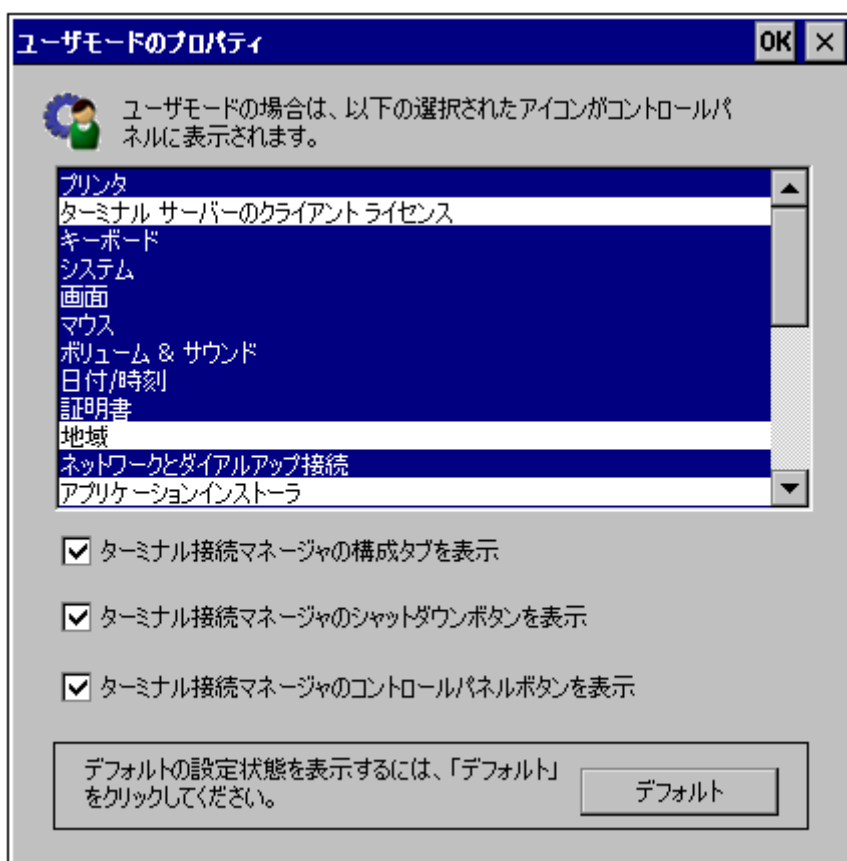 ユーザモードのプロパティ
OK ×
ユーザモードの場合は、以下の選択されたアイコンがコントロールパ
ネルに表示されます。
プリンタ
ターミナル サーバーのクライアント ライセンス
キーボード
システム
画面
マウス
ボリューム & サウンド
日付/時刻
証明書
地域
ネットワークとダイアルアップ接続
アプリケーションインストーラ
ターミナル接続マネージャの構成タブを表示
ターミナル接続マネージャのシャットダウンボタンを表示
ターミナル接続マネージャのコントロールパネルボタンを表示
デフォルトの設定状態を表示するには、「デフォルト」
をクリックしてください。
デフォルト